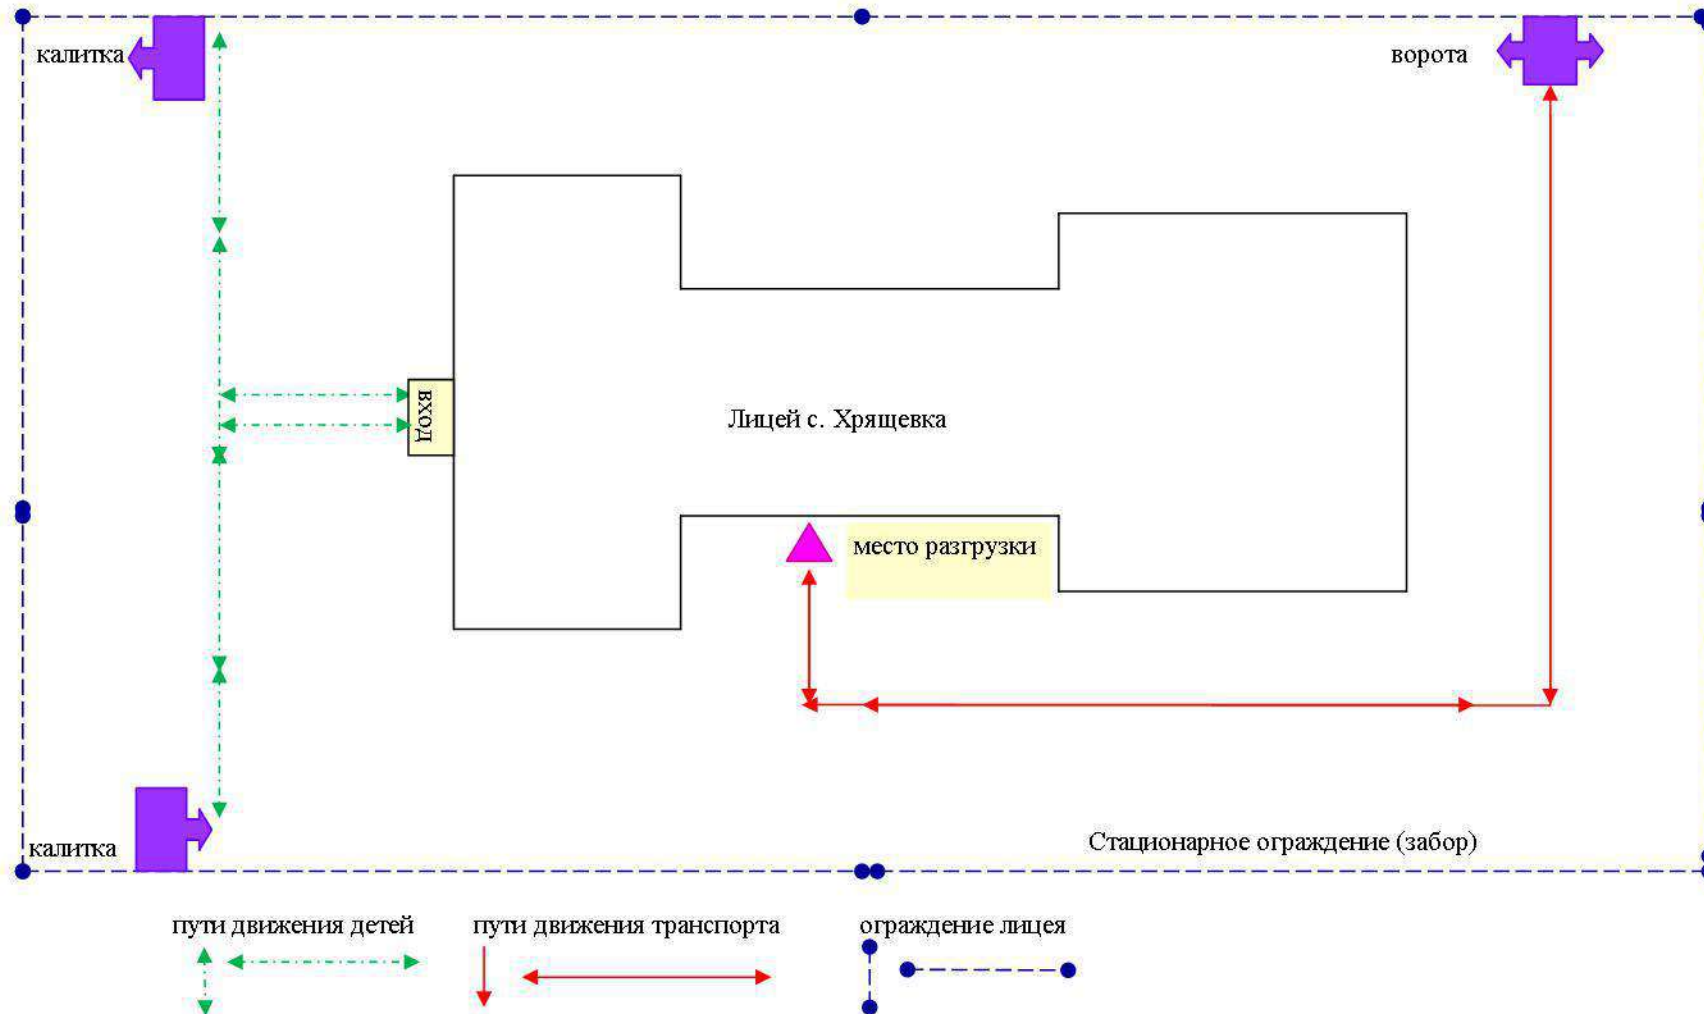 калитка
ворота
вход
Лицей с. Хрящевка
место разгрузки
Стационарное ограждение (забор)
калитка
пути движения детей
пути движения транспорта
ограждение лицея